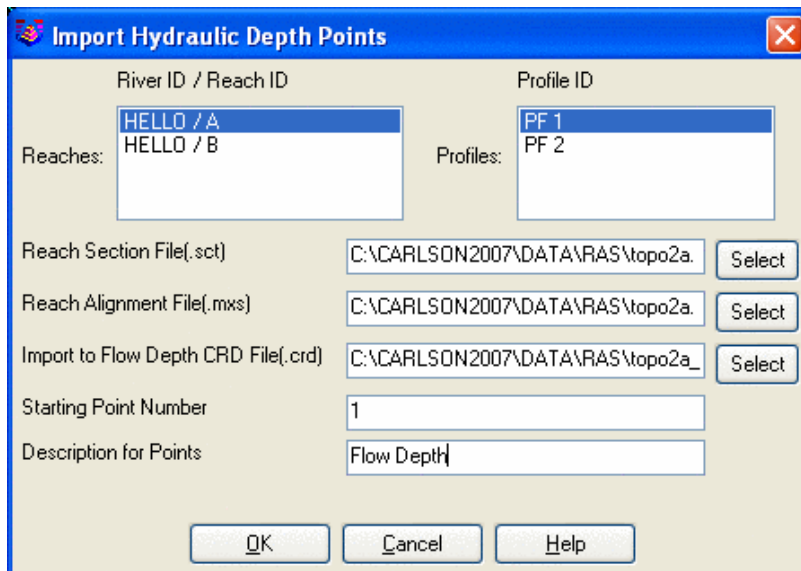 Import Hydraulic Depth Points
River ID / Reach ID
Profile ID
Reaches:
HELLO / A
HELLO / B
Profiles:
PF 1
PF 2
Reach Section File(.sct)
C:\CARLSON2007\DATA\RAS\topo2a.
Select
Reach Alignment File(.mxs)
C:\CARLSON2007\DATA\RAS\topo2a.
Select
Import to Flow Depth CRD File(.crd)
C:\CARLSON2007\DATA\RAS\topo2a_
Select
Starting Point Number
1
Description for Points
Flow Depth
OK
Cancel
Help